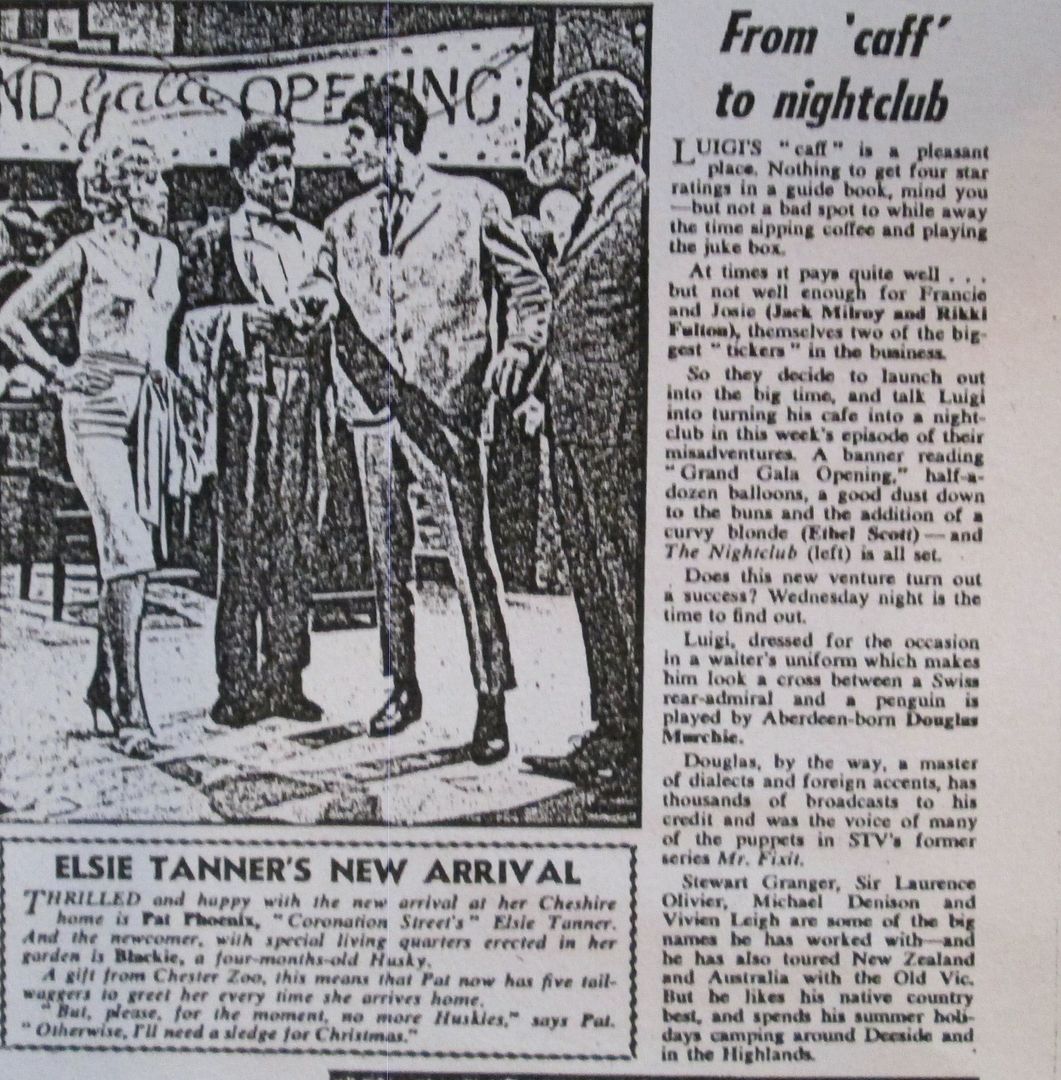 ND Gala OPENING
From 'caff'
to nightclub
LUIGI'S "caff" is a pleasant
place. Nothing to get four star
ratings in a guide book, mind you
—but not a bad spot to while away
the time sipping coffee and playing
the juke box.
At times it pays quite well . . .
but not well enough for Francie
and Josie (Jack Milroy and Rikki
Fulton), themselves two of the big-
gest "tickers" in the business.
So they decide to launch out
into the big time, and talk Luigi
into turning his cafe into a night-
club in this week's episode of their
misadventures. A banner reading
"Grand Gala Opening," half-a-
dozen balloons, a good dust down
to the buns and the addition of a
curvy blonde (Ethel Scott)—and
The Nightclub (left) is all set.
Does this new venture turn out
a success? Wednesday night is the
time to find out.
Luigi, dressed for the occasion
in a waiter's uniform which makes
him look a cross between a Swiss
rear-admiral and a penguin is
played by Aberdeen-born Douglas
Murchie.
Douglas, by the way, a master
of dialects and foreign accents, has
thousands of broadcasts to his
credit and was the voice of many
of the puppets in STV's former
series Mr. Fixit.
Stewart Granger, Sir Laurence
Olivier, Michael Denison and
Vivien Leigh are some of the big
names he has worked with—and
he has also toured New Zealand
and Australia with the Old Vic.
But he likes his native country
best, and spends his summer holi-
days camping around Deeside and
in the Highlands.
ELSIE TANNER'S NEW ARRIVAL
THRILLED and happy with the new arrival at her Cheshire
home is Pat Phoenix, "Coronation Street's" Elsie Tanner.
And the newcomer, with special living quarters erected in her
garden is Blackie, a four-months-old Husky.
A gift from Chester Zoo, this means that Pat now has five tail-
waggers to greet her every time she arrives home.
"But, please, for the moment, no more Huskies," says Pat.
"Otherwise, I'll need a sledge for Christmas."